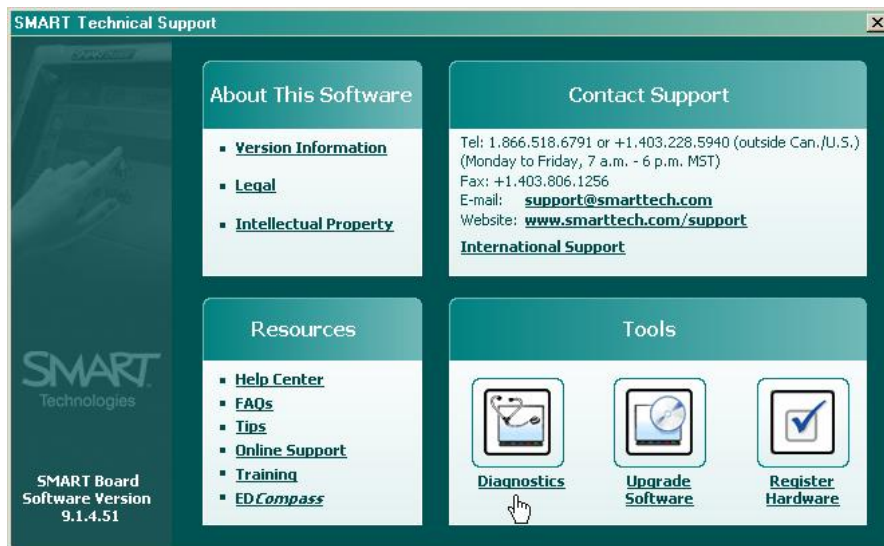 SMART Technical Support
About This Software
Version Information
Legal
Intellectual Property
Contact Support
Tel: 1.866.518.6791 or +1.403.228.5940 (outside Can./U.S.)
(Monday to Friday, 7 a.m. - 6 p.m. MST)
Fax: +1.403.806.1256
E-mail: support@smarttech.com
Website: www.smarttech.com/support
International Support
Resources
Help Center
FAQs
Tips
Online Support
Training
EDCompass
Tools
Diagnostics
Upgrade
Software
Register
Hardware
SMART
Technologies
SMART Board
Software Version
9.1.4.51